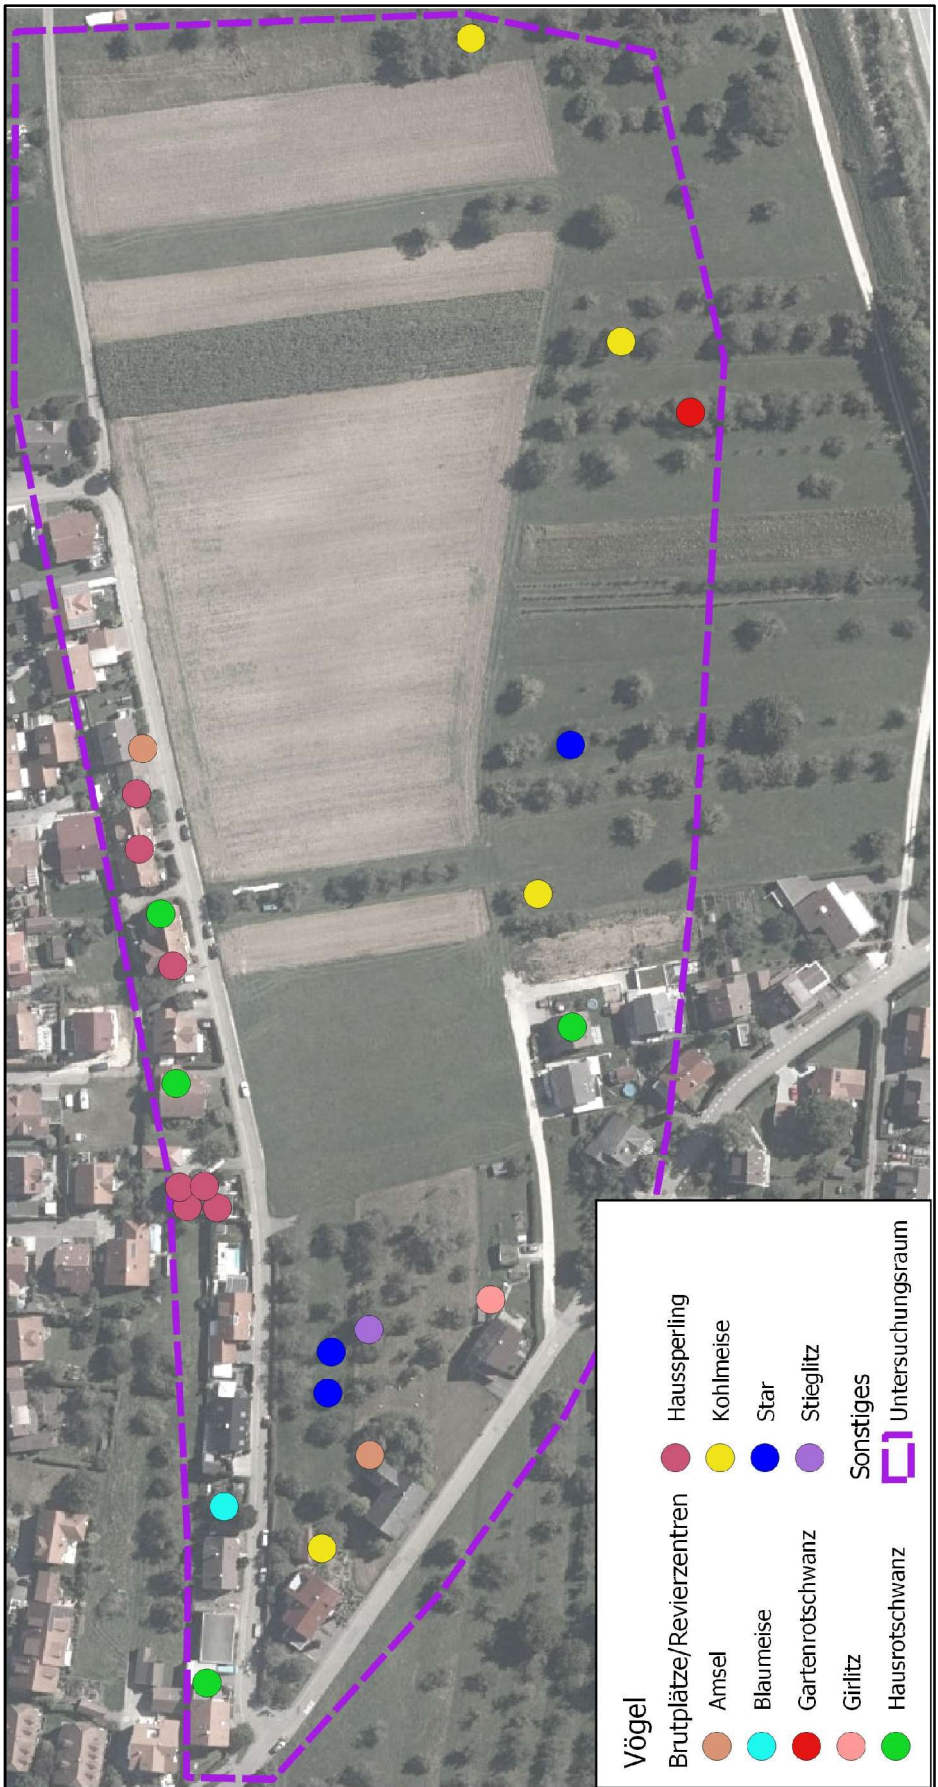 Vögel
Brutplätze/Revierzentren
Amsel
Blaumeise
Gartenrotschwanz
Girlitz
Hausrotschwanz
Haussperling
Kohlmeise
Star
Stieglitz
Sonstiges
Untersuchungsraum